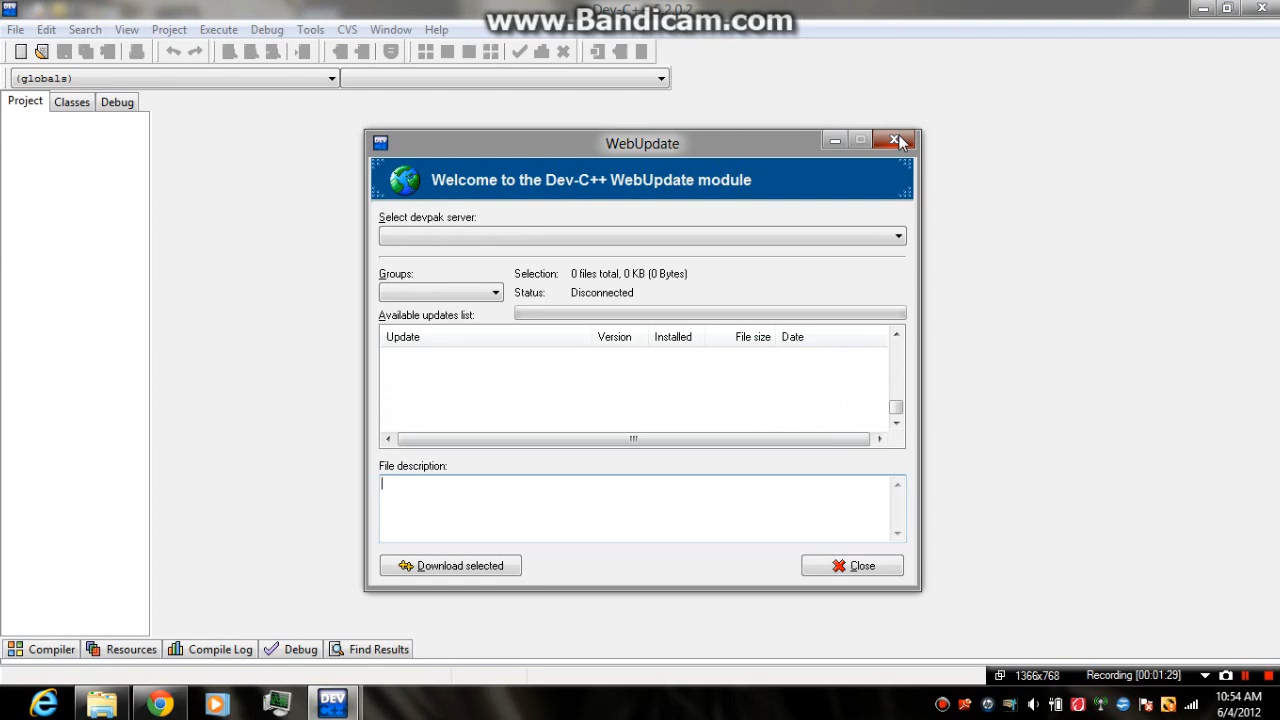 www.Bandicam.com
File Edit Search View Project Execute Debug Tools CVS Window Help
(globals)
Project Classes Debug
DEV WebUpdate
Welcome to the Dev-C++ WebUpdate module
Select devpak server:
Groups: Selection: 0 files total, 0 KB (0 Bytes)
Status: Disconnected
Available updates list:
Update Version Installed File size Date
File description:
Download selected Close
Compiler Resources Compile Log Debug Find Results
1366x768 Recording [00:01:29]
DEV
10:54 AM
6/4/2012